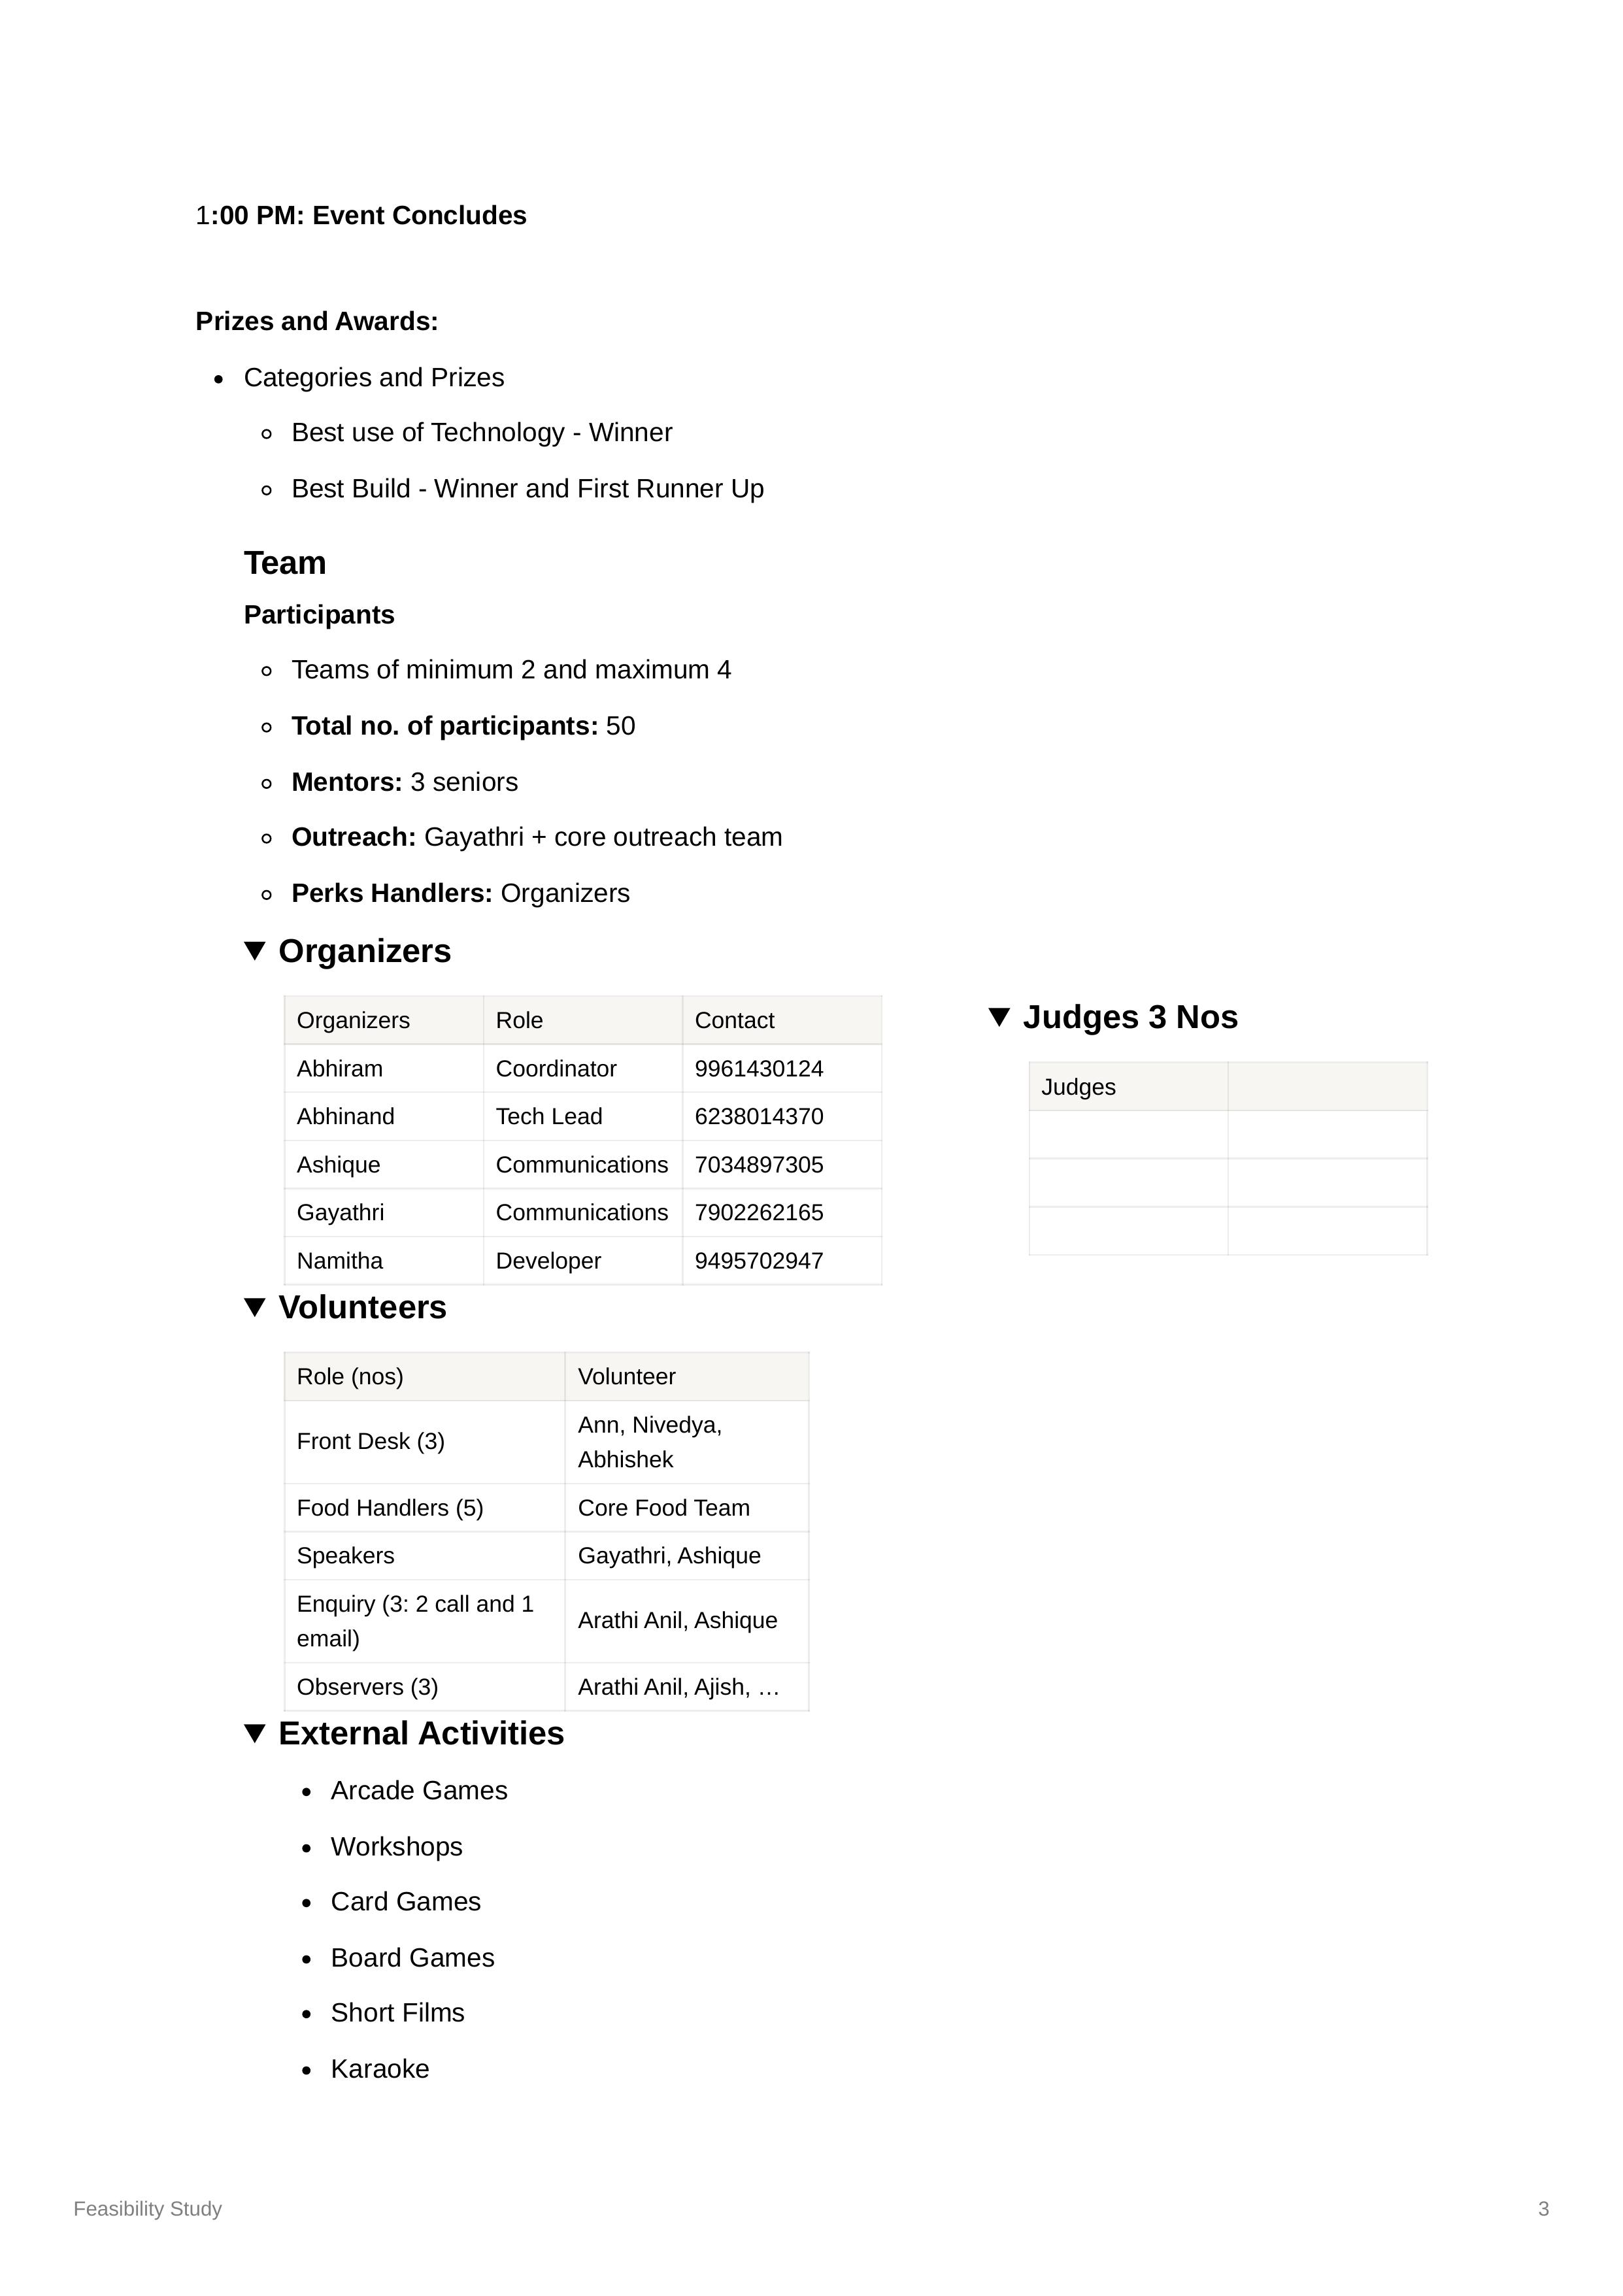 1:00 PM: Event Concludes
Prizes and Awards:
Categories and Prizes
Best use of Technology - Winner
Best Build - Winner and First Runner Up
Team
Participants
Teams of minimum 2 and maximum 4
Total no. of participants: 50
Mentors: 3 seniors
Outreach: Gayathri + core outreach team
Perks Handlers: Organizers
Organizers
Organizers Role Contact
Abhiram Coordinator 9961430124
Abhinand Tech Lead 6238014370
Ashique Communications 7034897305
Gayathri Communications 7902262165
Namitha Developer 9495702947
Judges 3 Nos
Judges
Volunteers
Role (nos) Volunteer
Front Desk (3) Ann, Nivedya,
Abhishek
Food Handlers (5) Core Food Team
Speakers Gayathri, Ashique
Enquiry (3: 2 call and 1
email) Arathi Anil, Ashique
Observers (3) Arathi Anil, Ajish, …
External Activities
Arcade Games
Workshops
Card Games
Board Games
Short Films
Karaoke
Feasibility Study 3